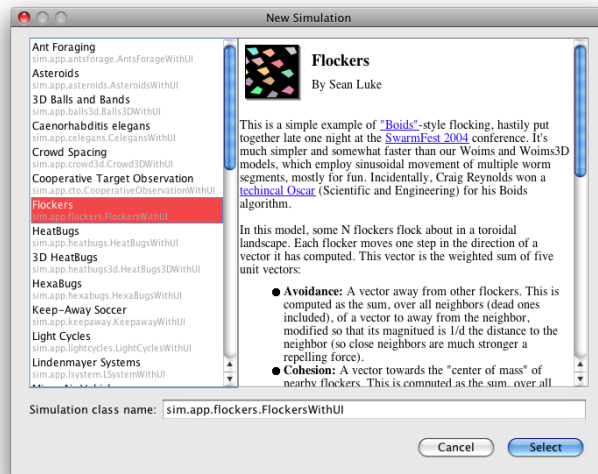 New Simulation
Ant Foraging
sim.app.antsforage.AntsForageWithUI
Asteroids
sim.app.asteroids.AsteroidsWithUI
3D Balls and Bands
sim.app.balls3d.Balls3DWithUI
Caenorhabditis elegans
sim.app.celegans.CelegansWithUI
Crowd Spacing
sim.app.crowd3d.Crowd3DWithUI
Cooperative Target Observation
sim.app.cto.CooperativeObservationWithUI
Flockers
sim.app.flockers.FlockersWithUI
HeatBugs
sim.app.heatbugs.HeatBugsWithUI
3D HeatBugs
sim.app.heatbugs3d.HeatBugs3DWithUI
HexaBugs
sim.app.hexabugs.HexaBugsWithUI
Keep-Away Soccer
sim.app.keepaway.KeepawayWithUI
Light Cycles
sim.app.lightcycles.LightCyclesWithUI
Lindenmayer Systems
sim.app.lsystem.LSystemWithUI
Flockers
By Sean Luke
This is a simple example of "Boids"-style flocking, hastily put
together late one night at the SwarmFest 2004 conference. It's
much simpler and somewhat faster than our Woims and Woims3D
models, which employ sinusoidal movement of multiple worm
segments, mostly for fun. Incidentally, Craig Reynolds won a
techincal Oscar (Scientific and Engineering) for his Boids
algorithm.
In this model, some N flockers flock about in a toroidal
landscape. Each flocker moves one step in the direction of a
vector it has computed. This vector is the weighted sum of five
unit vectors:
● Avoidance: A vector away from other flockers. This is
computed as the sum, over all neighbors (dead ones
included), of a vector to away from the neighbor,
modified so that its magnitued is 1/d the distance to the
neighbor (so close neighbors are much stronger a
repelling force).
● Cohesion: A vector towards the "center of mass" of
nearby flockers. This is computed as the sum, over all
Simulation class name: sim.app.flockers.FlockersWithUI
Cancel
Select